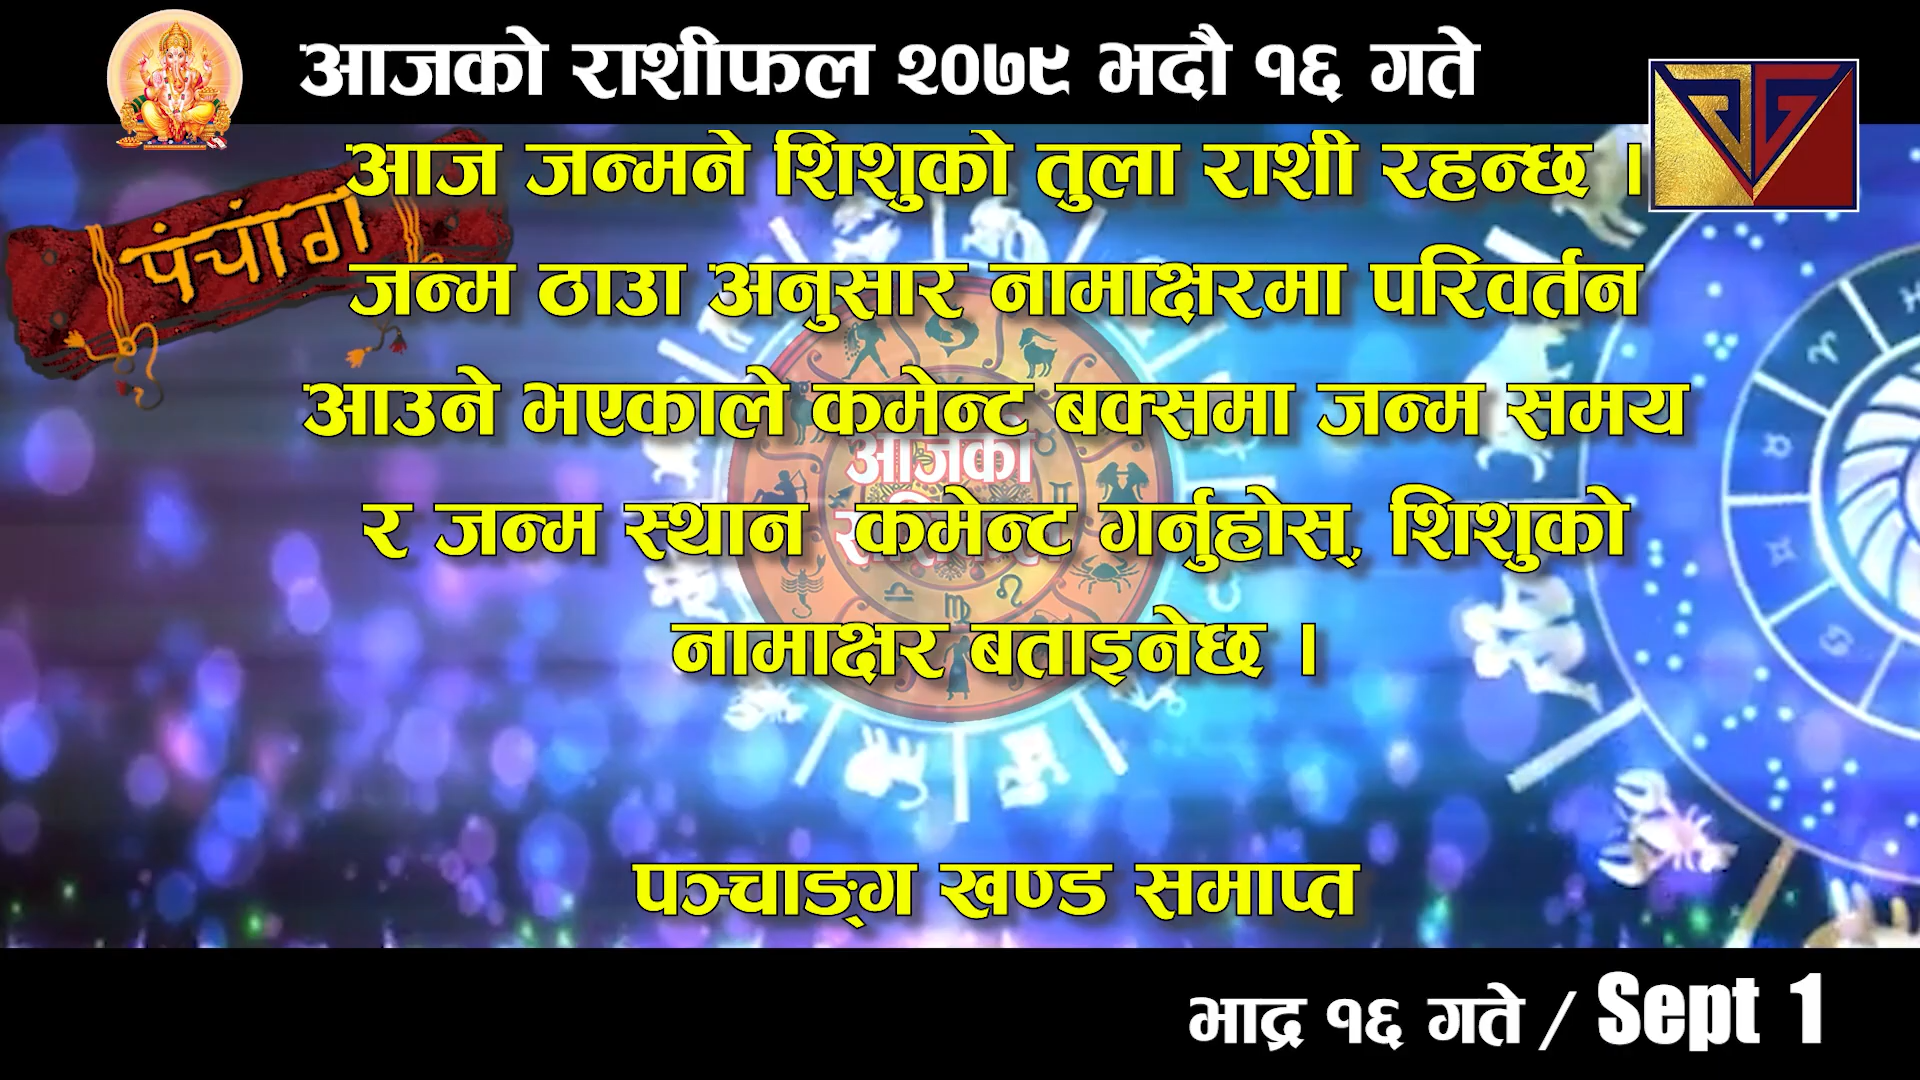 आजको राशीफल २०७९ भदौ १६ गते
आज जन्मने शिशुको तुला राशी रहन्छ ।
पंचांग
जन्म ठाउा अनुसार नामाक्षरमा परिवर्तन
आउने भएकाले कमेन्ट बक्समा जन्म समय
आजको
र जन्म स्थान कमेन्ट गर्नुहोस्, शिशुको
नामाक्षर बताइनेछ ।
पञ्चाङ्ग खण्ड समाप्त
भाद्र १६ गते / Sept 1